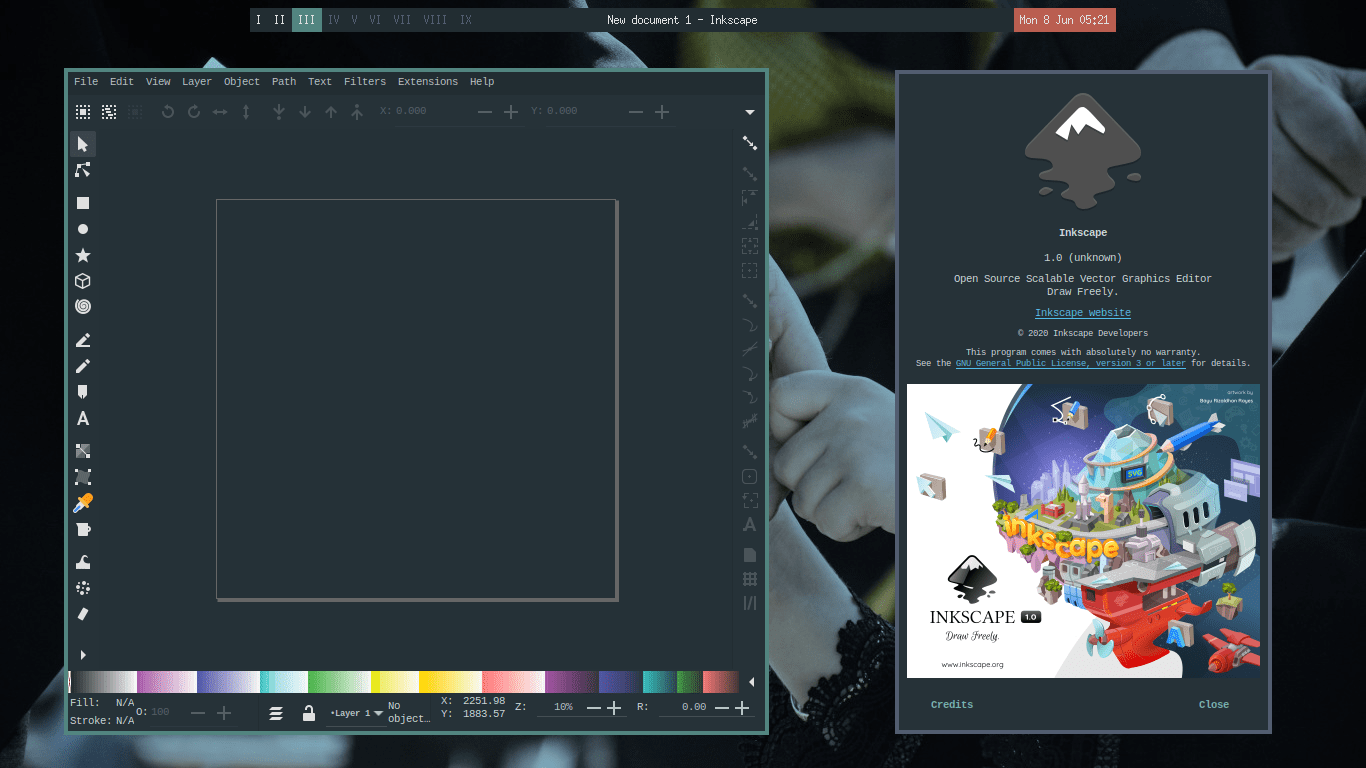 I II III IV V VI VII VIII IX
New document 1 - Inkscape
Mon 8 Jun 05:21
File Edit View Layer Object Path Text Filters Extensions Help
X: 0.000
Y: 0.000
A
Fill: N/A
Stroke: N/A
O: 100
•Layer 1
No
object…
X: 2251.98
Y: 1883.57
Z: 10%
R: 0.00
Inkscape
1.0 (unknown)
Open Source Scalable Vector Graphics Editor
Draw Freely.
Inkscape website
© 2020 Inkscape Developers
This program comes with absolutely no warranty.
See the GNU General Public License, version 3 or later for details.
Artwork by
Bayu Rizaldhan Rayes
SVG
inkscape
INKSCAPE 1.0
Draw Freely.
www.inkscape.org
A
Credits
Close